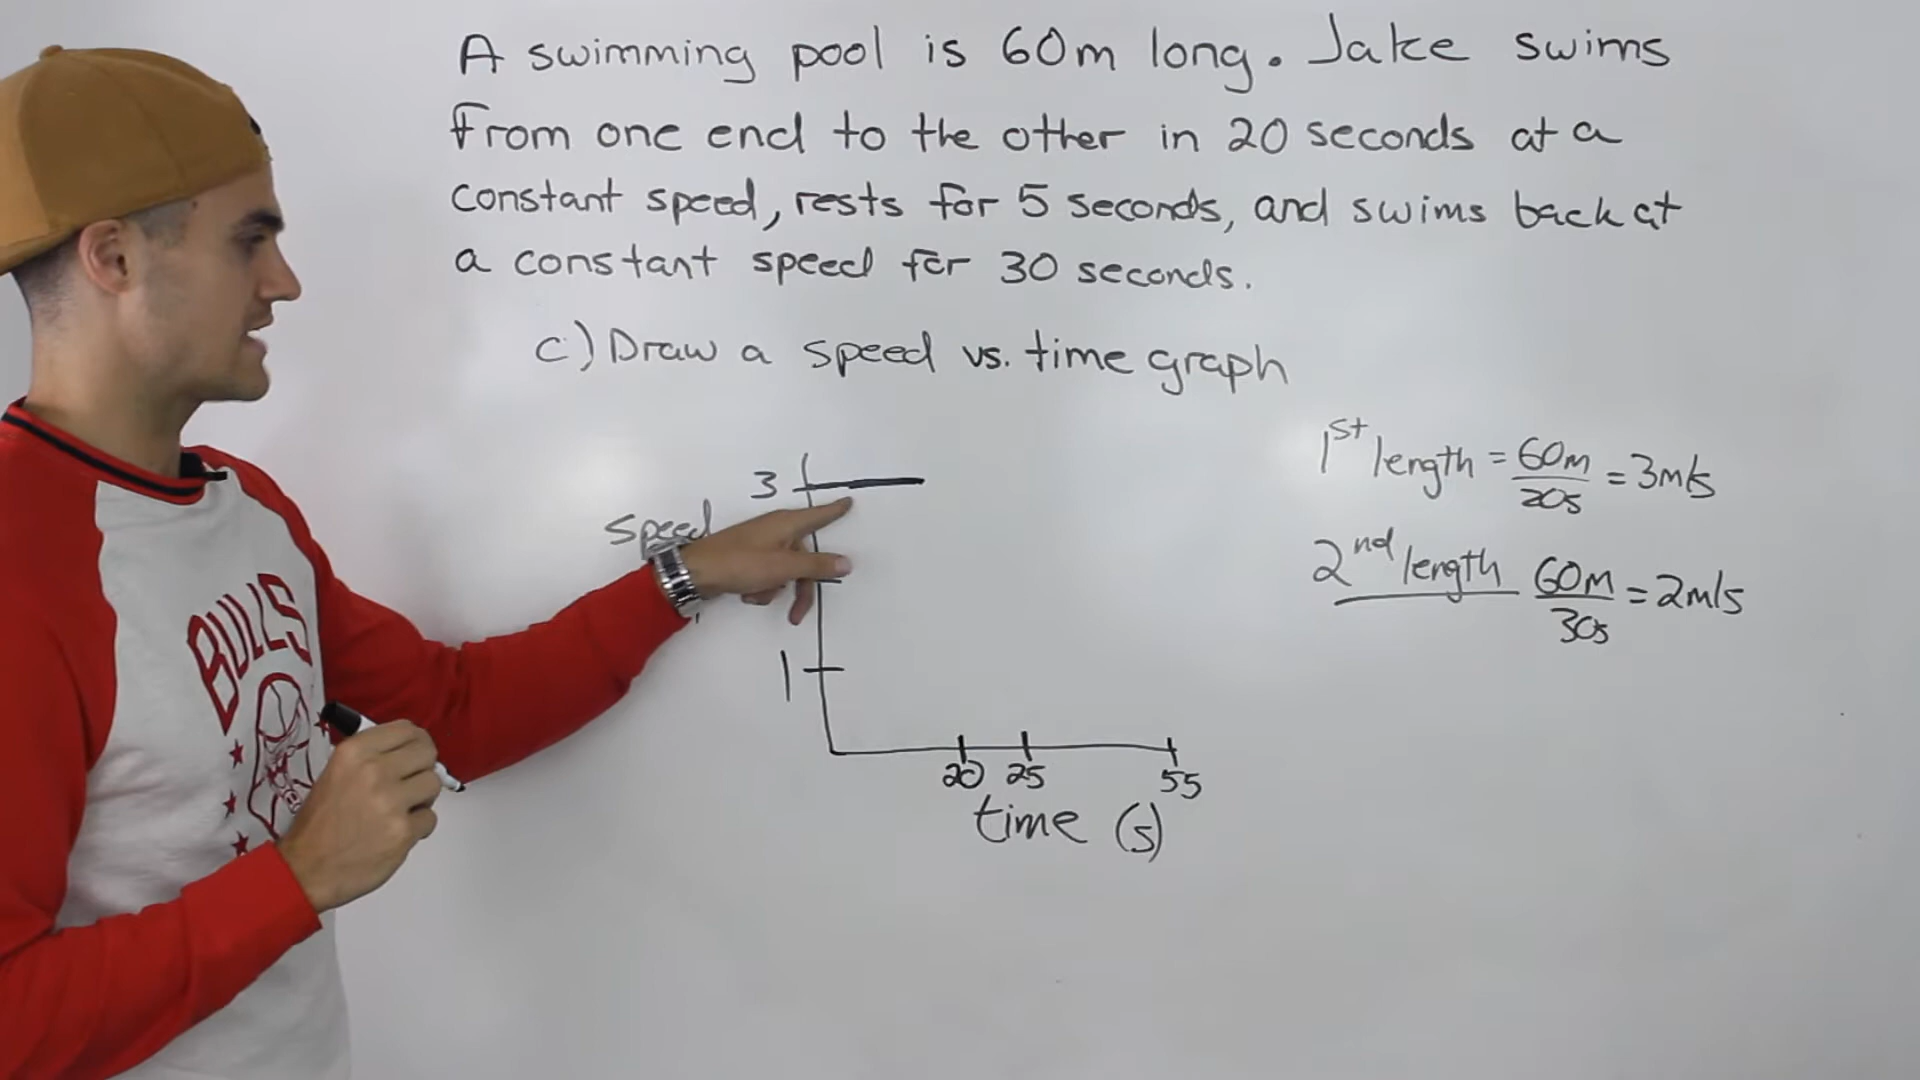 A swimming pool is 60m long. Jake swims
from one end to the other in 20 seconds at a
constant speed, rests for 5 seconds, and swims back at
a constant speed for 30 seconds.
c) Draw a speed vs. time graph
1st length = 60m/20s = 3m/s
2nd length 60m/30s = 2m/s
3
speed
1
20 25 55
time (s)
BULLS